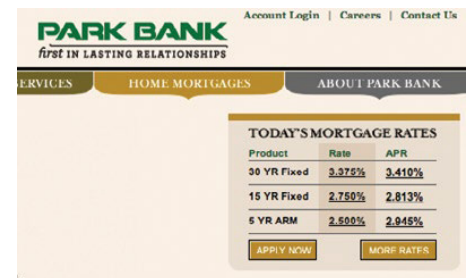 Account Login | Careers | Contact Us
PARK BANK
first IN LASTING RELATIONSHIPS
ERVICES HOME MORTGAGES ABOUT PARK BANK
TODAY'S MORTGAGE RATES
Product Rate APR
30 YR Fixed 3.375% 3.410%
15 YR Fixed 2.750% 2.813%
5 YR ARM 2.500% 2.945%
APPLY NOW MORE RATES